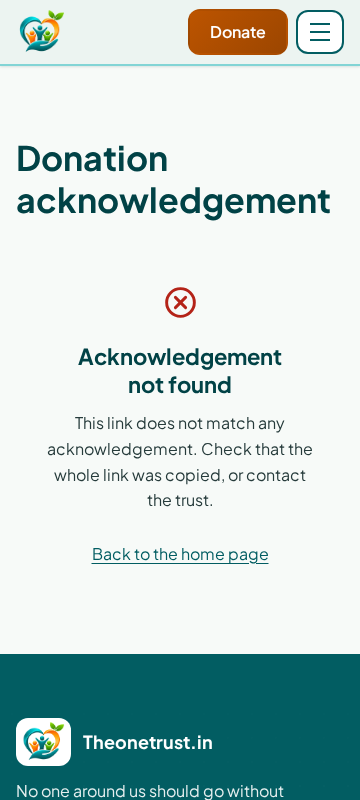 Donate
Donation
acknowledgement
Acknowledgement
not found
This link does not match any
acknowledgement. Check that the
whole link was copied, or contact
the trust.
Back to the home page
Theonetrust.in
No one around us should go without